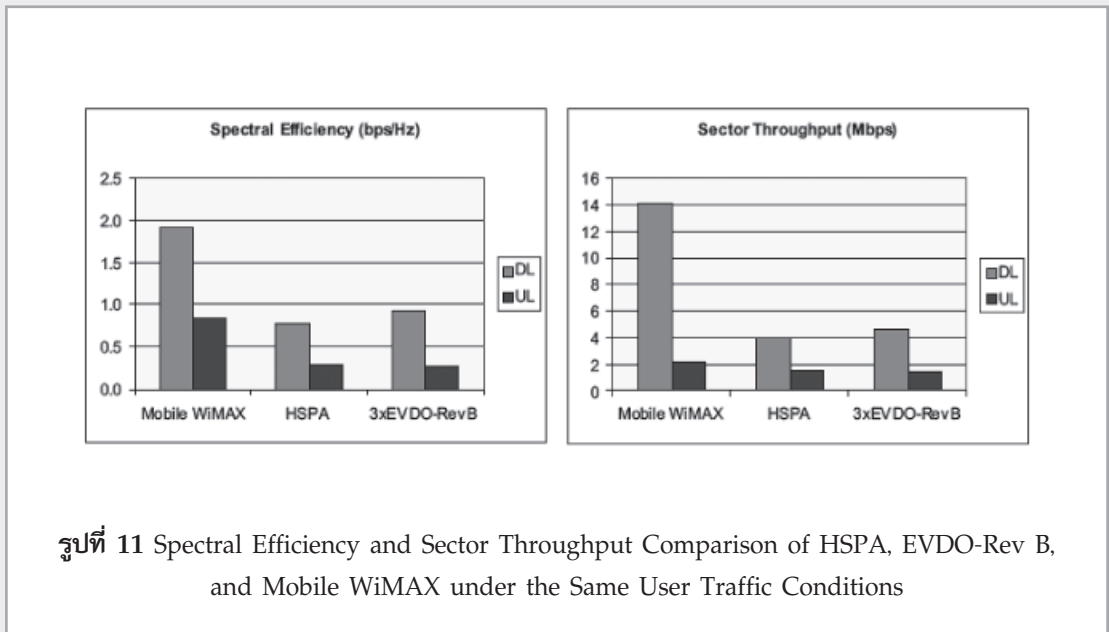 Spectral Efficiency (bps/Hz)
2.5
2.0
1.5
1.0
0.5
0.0
Mobile WiMAX HSPA 3xEVDO-RevB
DL
UL
Sector Throughput (Mbps)
16
14
12
10
8
6
4
2
0
Mobile WiMAX HSPA 3xEVDO-RevB
DL
UL
รูปที่ 11 Spectral Efficiency and Sector Throughput Comparison of HSPA, EVDO-Rev B,
and Mobile WiMAX under the Same User Traffic Conditions